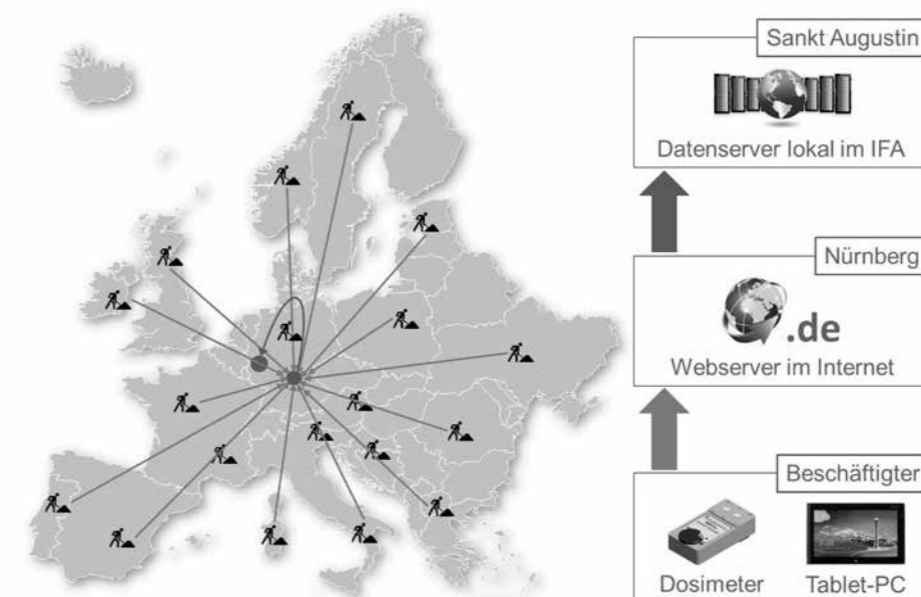 Sankt Augustin
Datenserver lokal im IFA
Nürnberg
.de
Webserver im Internet
Beschäftigter
Dosimeter Tablet-PC